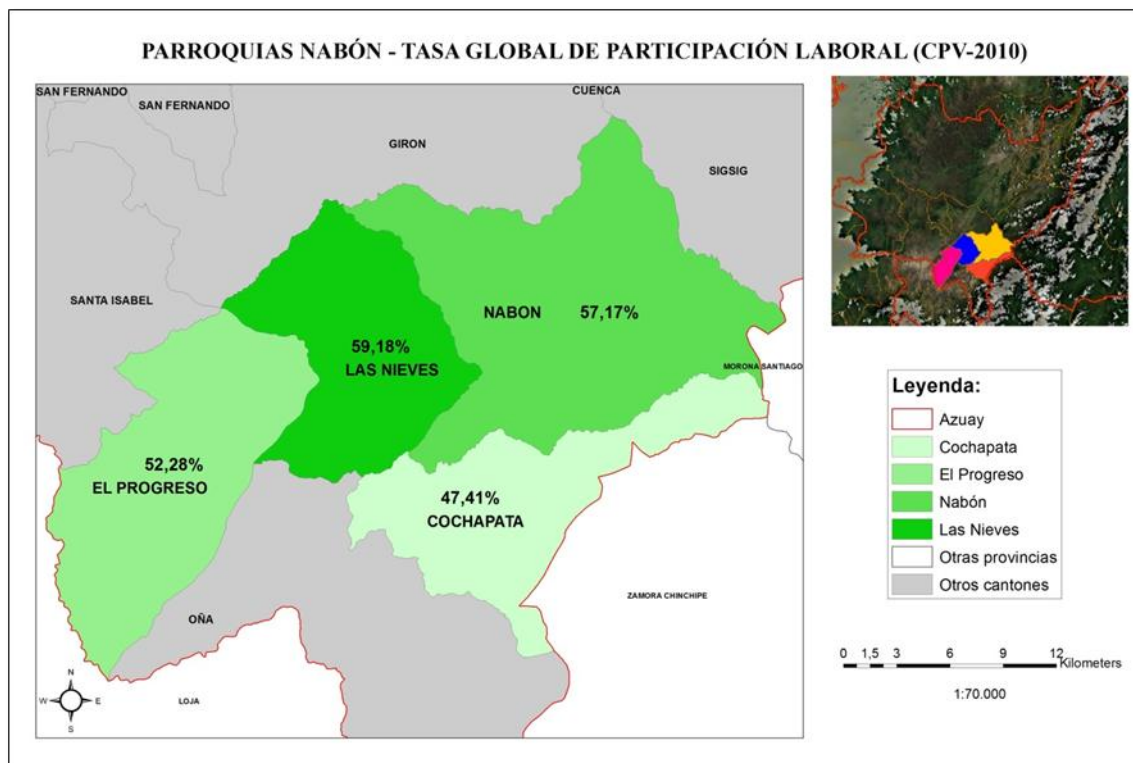 PARROQUIAS NABÓN - TASA GLOBAL DE PARTICIPACIÓN LABORAL (CPV-2010)
SAN FERNANDO
SAN FERNANDO
CUENCA
GIRON
SIGSIG
SANTA ISABEL
NABON 57,17%
59,18%
LAS NIEVES
MORONA SANTIAGO
52,28%
EL PROGRESO
47,41%
COCHAPATA
ZAMORA CHINCHIPE
OÑA
LOJA
N
W E
S
Leyenda:
Azuay
Cochapata
El Progreso
Nabón
Las Nieves
Otras provincias
Otros cantones
0 1,5 3 6 9 12
Kilometers
1:70.000